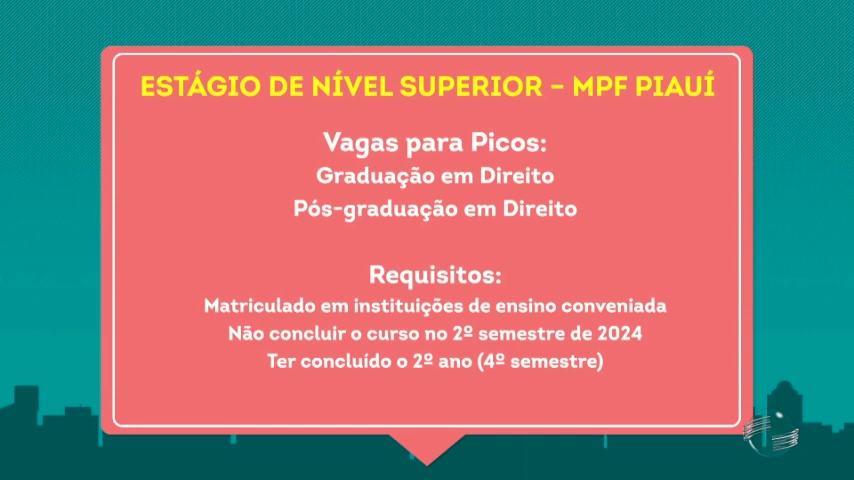 ESTÁGIO DE NÍVEL SUPERIOR – MPF PIAUÍ
Vagas para Picos:
Graduação em Direito
Pós-graduação em Direito
Requisitos:
Matriculado em instituições de ensino conveniada
Não concluir o curso no 2º semestre de 2024
Ter concluído o 2º ano (4º semestre)